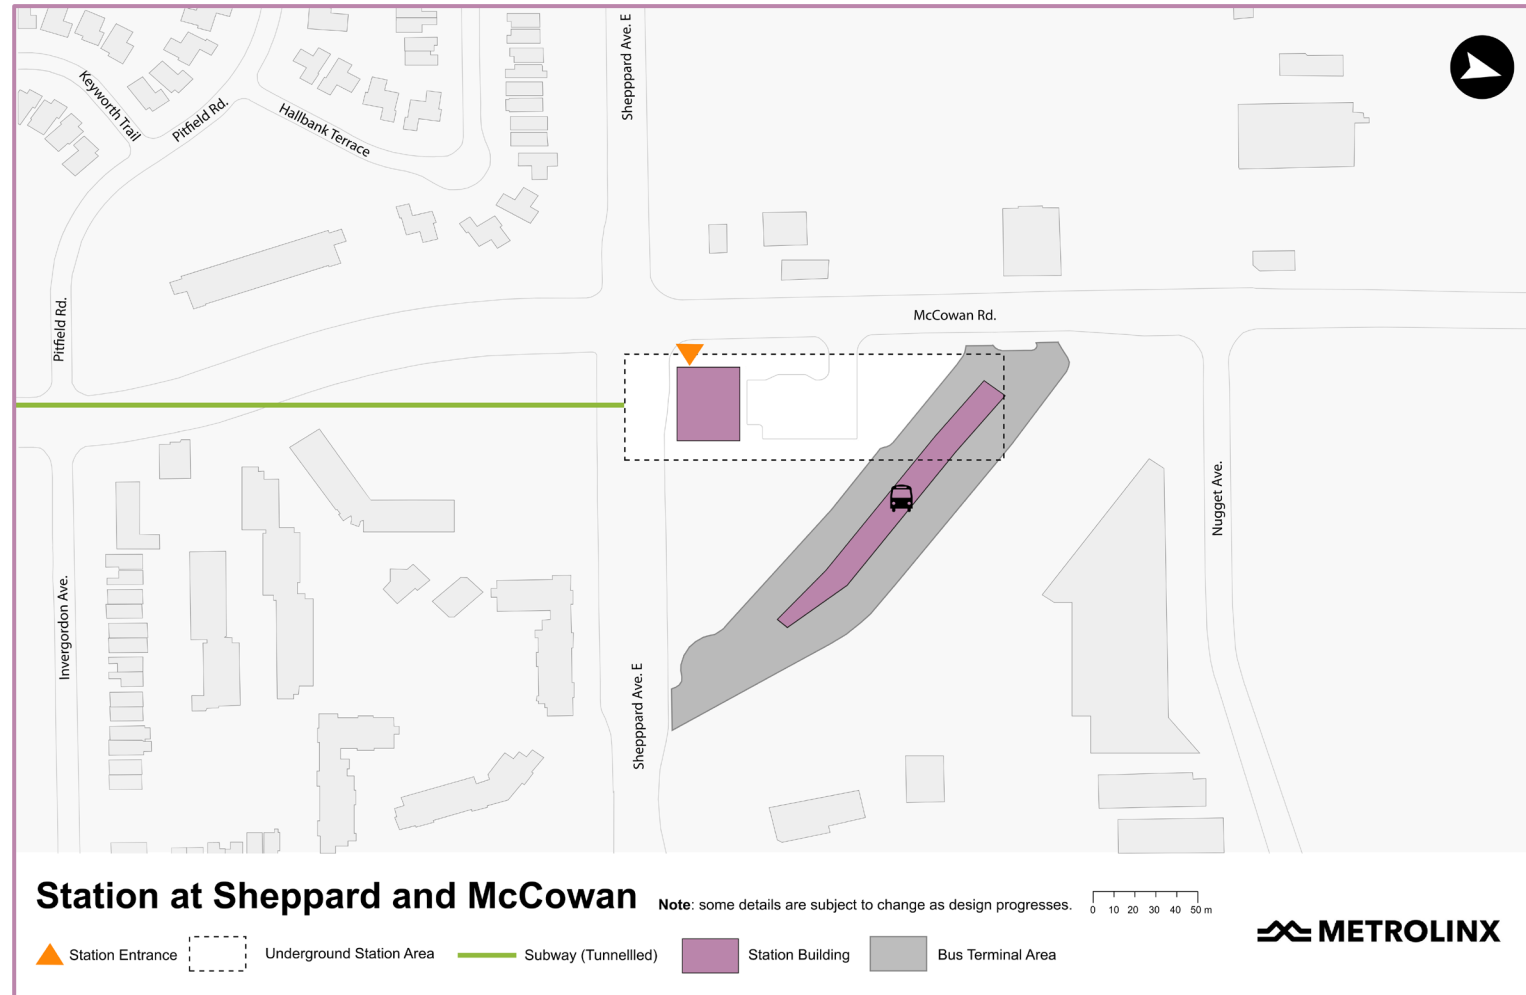 Sheppard Ave. E
Keyworth Trail
Pitfield Rd.
Hallbank Terrace
Pitfield Rd.
McCowan Rd.
Nugget Ave.
Invergordon Ave.
Shepppard Ave. E
Station at Sheppard and McCowan
Note: some details are subject to change as design progresses.
0 10 20 30 40 50 m
METROLINX
Station Entrance
Underground Station Area
Subway (Tunnellled)
Station Building
Bus Terminal Area